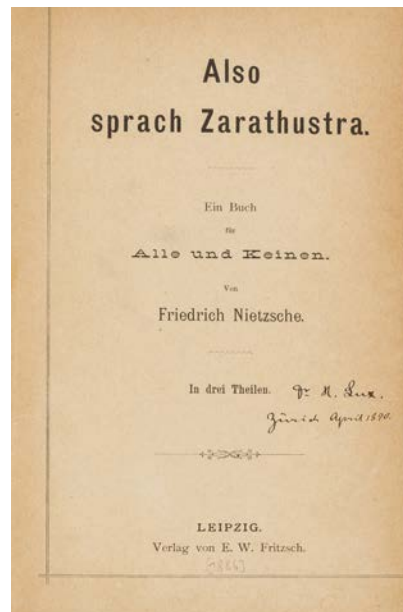 Also
sprach Zarathustra.
Ein Buch
für
Alle und Keinen.
Von
Friedrich Nietzsche.
In drei Theilen. Dr. H. Lux.
Zürich April 1890.
LEIPZIG.
Verlag von E. W. Fritzsch.
[1886]